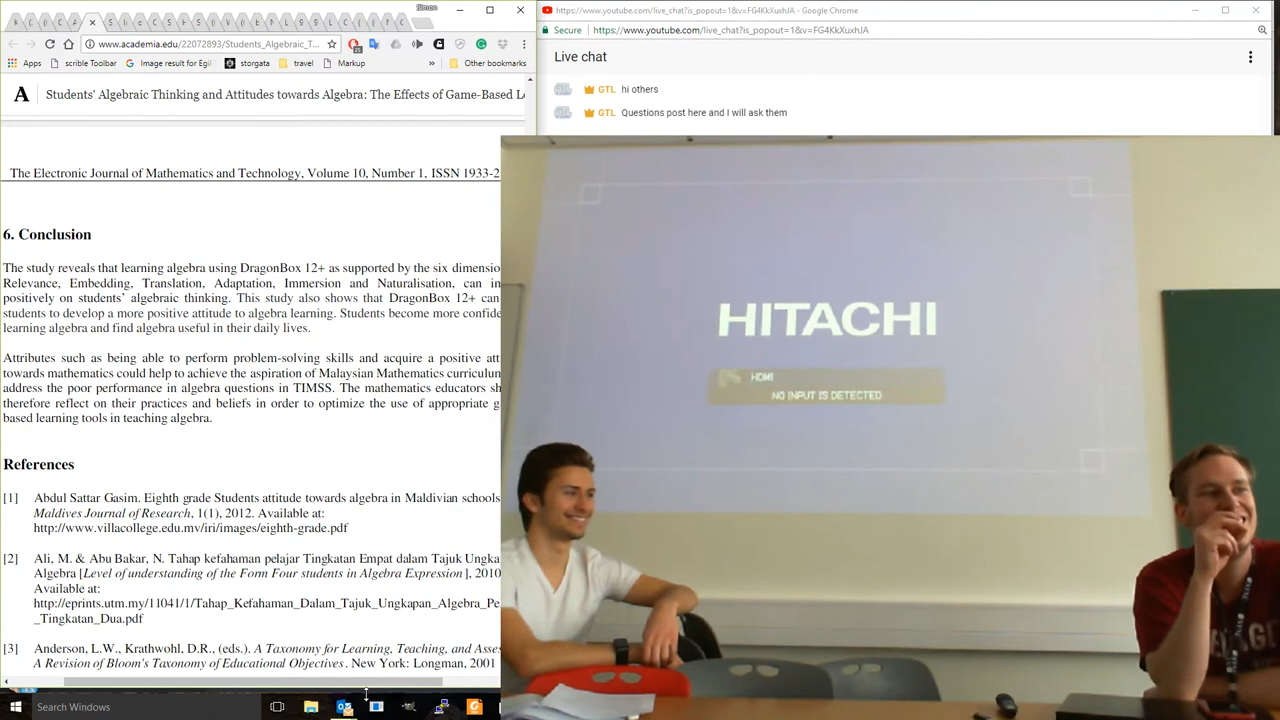 Simon
www.academia.edu/22072893/Students_Algebraic_T...
Apps
scrible Toolbar
Image result for Egil
storgata
travel
Markup
»
Other bookmarks
A
Students' Algebraic Thinking and Attitudes towards Algebra: The Effects of Game-Based L
The Electronic Journal of Mathematics and Technology, Volume 10, Number 1, ISSN 1933-2
6. Conclusion
The study reveals that learning algebra using DragonBox 12+ as supported by the six dimensio
Relevance, Embedding, Translation, Adaptation, Immersion and Naturalisation, can in
positively on students' algebraic thinking. This study also shows that DragonBox 12+ can
students to develop a more positive attitude to algebra learning. Students become more confide
learning algebra and find algebra useful in their daily lives.
Attributes such as being able to perform problem-solving skills and acquire a positive att
towards mathematics could help to achieve the aspiration of Malaysian Mathematics curriculun
address the poor performance in algebra questions in TIMSS. The mathematics educators sh
therefore reflect on their practices and beliefs in order to optimize the use of appropriate g
based learning tools in teaching algebra.
References
[1] Abdul Sattar Gasim. Eighth grade Students attitude towards algebra in Maldivian schools
Maldives Journal of Research, 1(1), 2012. Available at:
http://www.villacollege.edu.mv/iri/images/eighth-grade.pdf
[2] Ali, M. & Abu Bakar, N. Tahap kefahaman pelajar Tingkatan Empat dalam Tajuk Ungka
Algebra [Level of understanding of the Form Four students in Algebra Expression], 2010
Available at:
http://eprints.utm.my/11041/1/Tahap_Kefahaman_Dalam_Tajuk_Ungkapan_Algebra_Pe
_Tingkatan_Dua.pdf
[3] Anderson, L.W., Krathwohl, D.R., (eds.). A Taxonomy for Learning, Teaching, and Asse
A Revision of Bloom's Taxonomy of Educational Objectives. New York: Longman, 2001
Search Windows
https://www.youtube.com/live_chat?is_popout=1&v=FG4KkXuxhJA - Google Chrome
Secure
https://www.youtube.com/live_chat?is_popout=1&v=FG4KkXuxhJA
Live chat
GTL hi others
GTL Questions post here and I will ask them
HITACHI
HDMI
NO INPUT IS DETECTED